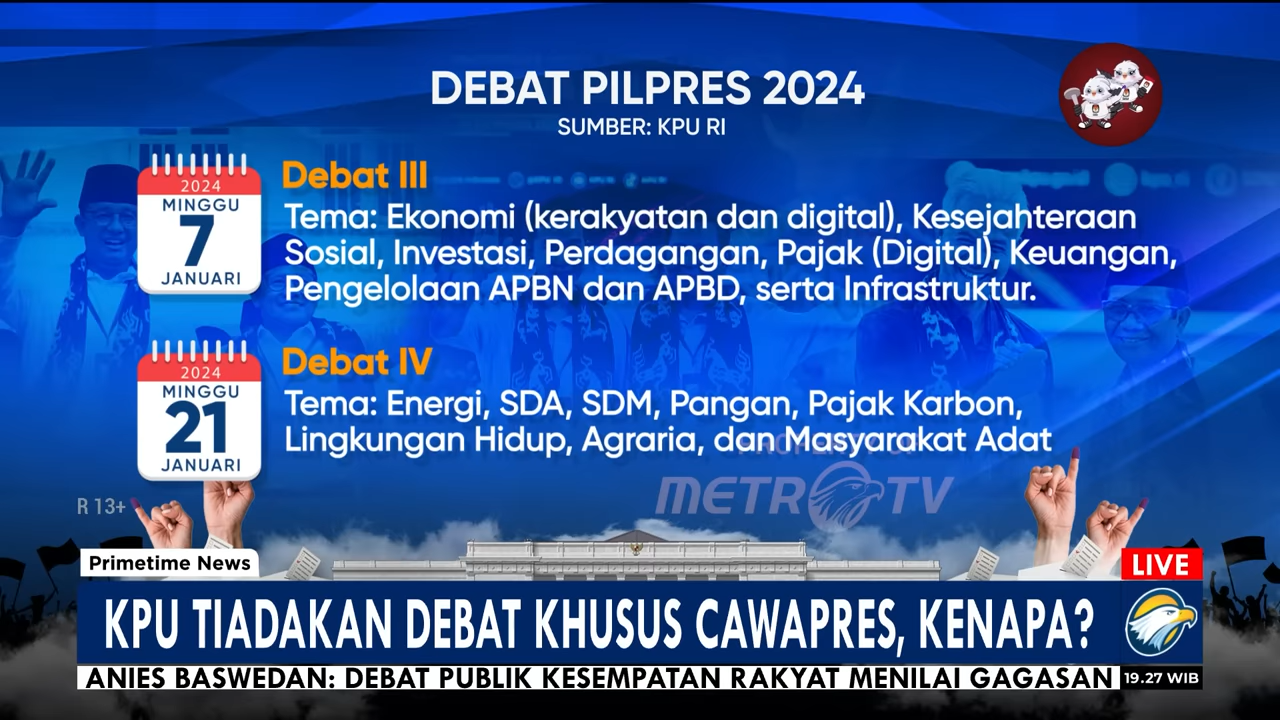 DEBAT PILPRES 2024
SUMBER: KPU RI
2024
MINGGU
7
JANUARI
Debat III
Tema: Ekonomi (kerakyatan dan digital), Kesejahteraan
Sosial, Investasi, Perdagangan, Pajak (Digital), Keuangan,
Pengelolaan APBN dan APBD, serta Infrastruktur.
2024
MINGGU
21
JANUARI
Debat IV
Tema: Energi, SDA, SDM, Pangan, Pajak Karbon,
Lingkungan Hidup, Agraria, dan Masyarakat Adat
PROPERTY OF
METRO TV
R 13+
Primetime News
LIVE
KPU TIADAKAN DEBAT KHUSUS CAWAPRES, KENAPA?
ANIES BASWEDAN: DEBAT PUBLIK KESEMPATAN RAKYAT MENILAI GAGASAN
19.27 WIB